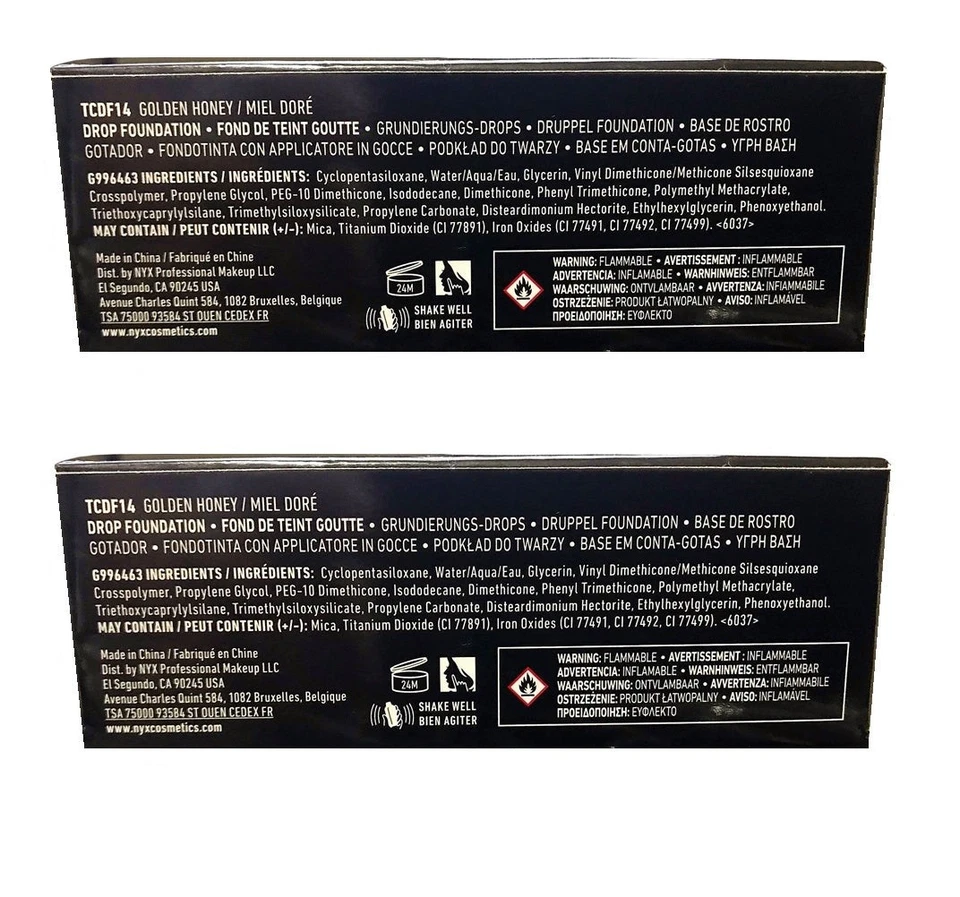 TCDF14 GOLDEN HONEY / MIEL DORÉ
DROP FOUNDATION • FOND DE TEINT GOUTTE • GRUNDIERUNGS-DROPS • DRUPPEL FOUNDATION • BASE DE ROSTRO
GOTADOR • FONDOTINTA CON APPLICATORE IN GOCCE • PODKŁAD DO TWARZY • BASE EM CONTA-GOTAS • ΥΓΡΗ ΒΑΣΗ
G996463 INGREDIENTS / INGRÉDIENTS: Cyclopentasiloxane, Water/Aqua/Eau, Glycerin, Vinyl Dimethicone/Methicone Silsesquioxane
Crosspolymer, Propylene Glycol, PEG-10 Dimethicone, Isododecane, Dimethicone, Phenyl Trimethicone, Polymethyl Methacrylate,
Triethoxycaprylylsilane, Trimethylsiloxysilicate, Propylene Carbonate, Disteardimonium Hectorite, Ethylhexylglycerin, Phenoxyethanol.
MAY CONTAIN / PEUT CONTENIR (+/-): Mica, Titanium Dioxide (CI 77891), Iron Oxides (CI 77491, CI 77492, CI 77499). <6037>
Made in China / Fabriqué en Chine
Dist. by NYX Professional Makeup LLC
El Segundo, CA 90245 USA
Avenue Charles Quint 584, 1082 Bruxelles, Belgique
TSA 75000 93584 ST OUEN CEDEX FR
www.nyxcosmetics.com
24M
SHAKE WELL
BIEN AGITER
WARNING: FLAMMABLE • AVERTISSEMENT : INFLAMMABLE
ADVERTENCIA: INFLAMABLE • WARNHINWEIS: ENTFLAMMBAR
WAARSCHUWING: ONTVLAMBAAR • AVVERTENZA: INFIAMMABILE
OSTRZEŻENIE: PRODUKT ŁATWOPALNY • AVISO: INFLAMÁVEL
ΠΡΟΕΙΔΟΠΟΙΗΣΗ: ΕΥΦΛΕΚΤΟ
TCDF14 GOLDEN HONEY / MIEL DORÉ
DROP FOUNDATION • FOND DE TEINT GOUTTE • GRUNDIERUNGS-DROPS • DRUPPEL FOUNDATION • BASE DE ROSTRO
GOTADOR • FONDOTINTA CON APPLICATORE IN GOCCE • PODKŁAD DO TWARZY • BASE EM CONTA-GOTAS • ΥΓΡΗ ΒΑΣΗ
G996463 INGREDIENTS / INGRÉDIENTS: Cyclopentasiloxane, Water/Aqua/Eau, Glycerin, Vinyl Dimethicone/Methicone Silsesquioxane
Crosspolymer, Propylene Glycol, PEG-10 Dimethicone, Isododecane, Dimethicone, Phenyl Trimethicone, Polymethyl Methacrylate,
Triethoxycaprylylsilane, Trimethylsiloxysilicate, Propylene Carbonate, Disteardimonium Hectorite, Ethylhexylglycerin, Phenoxyethanol.
MAY CONTAIN / PEUT CONTENIR (+/-): Mica, Titanium Dioxide (CI 77891), Iron Oxides (CI 77491, CI 77492, CI 77499). <6037>
Made in China / Fabriqué en Chine
Dist. by NYX Professional Makeup LLC
El Segundo, CA 90245 USA
Avenue Charles Quint 584, 1082 Bruxelles, Belgique
TSA 75000 93584 ST OUEN CEDEX FR
www.nyxcosmetics.com
24M
SHAKE WELL
BIEN AGITER
WARNING: FLAMMABLE • AVERTISSEMENT : INFLAMMABLE
ADVERTENCIA: INFLAMABLE • WARNHINWEIS: ENTFLAMMBAR
WAARSCHUWING: ONTVLAMBAAR • AVVERTENZA: INFIAMMABILE
OSTRZEŻENIE: PRODUKT ŁATWOPALNY • AVISO: INFLAMÁVEL
ΠΡΟΕΙΔΟΠΟΙΗΣΗ: ΕΥΦΛΕΚΤΟ